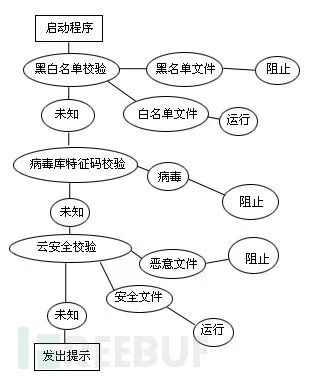 启动程序
黑白名单校验
黑名单文件
阻止
未知
白名单文件
运行
病毒库特征码校验
病毒
阻止
未知
云安全校验
恶意文件
阻止
安全文件
未知
运行
发出提示
REEBUF